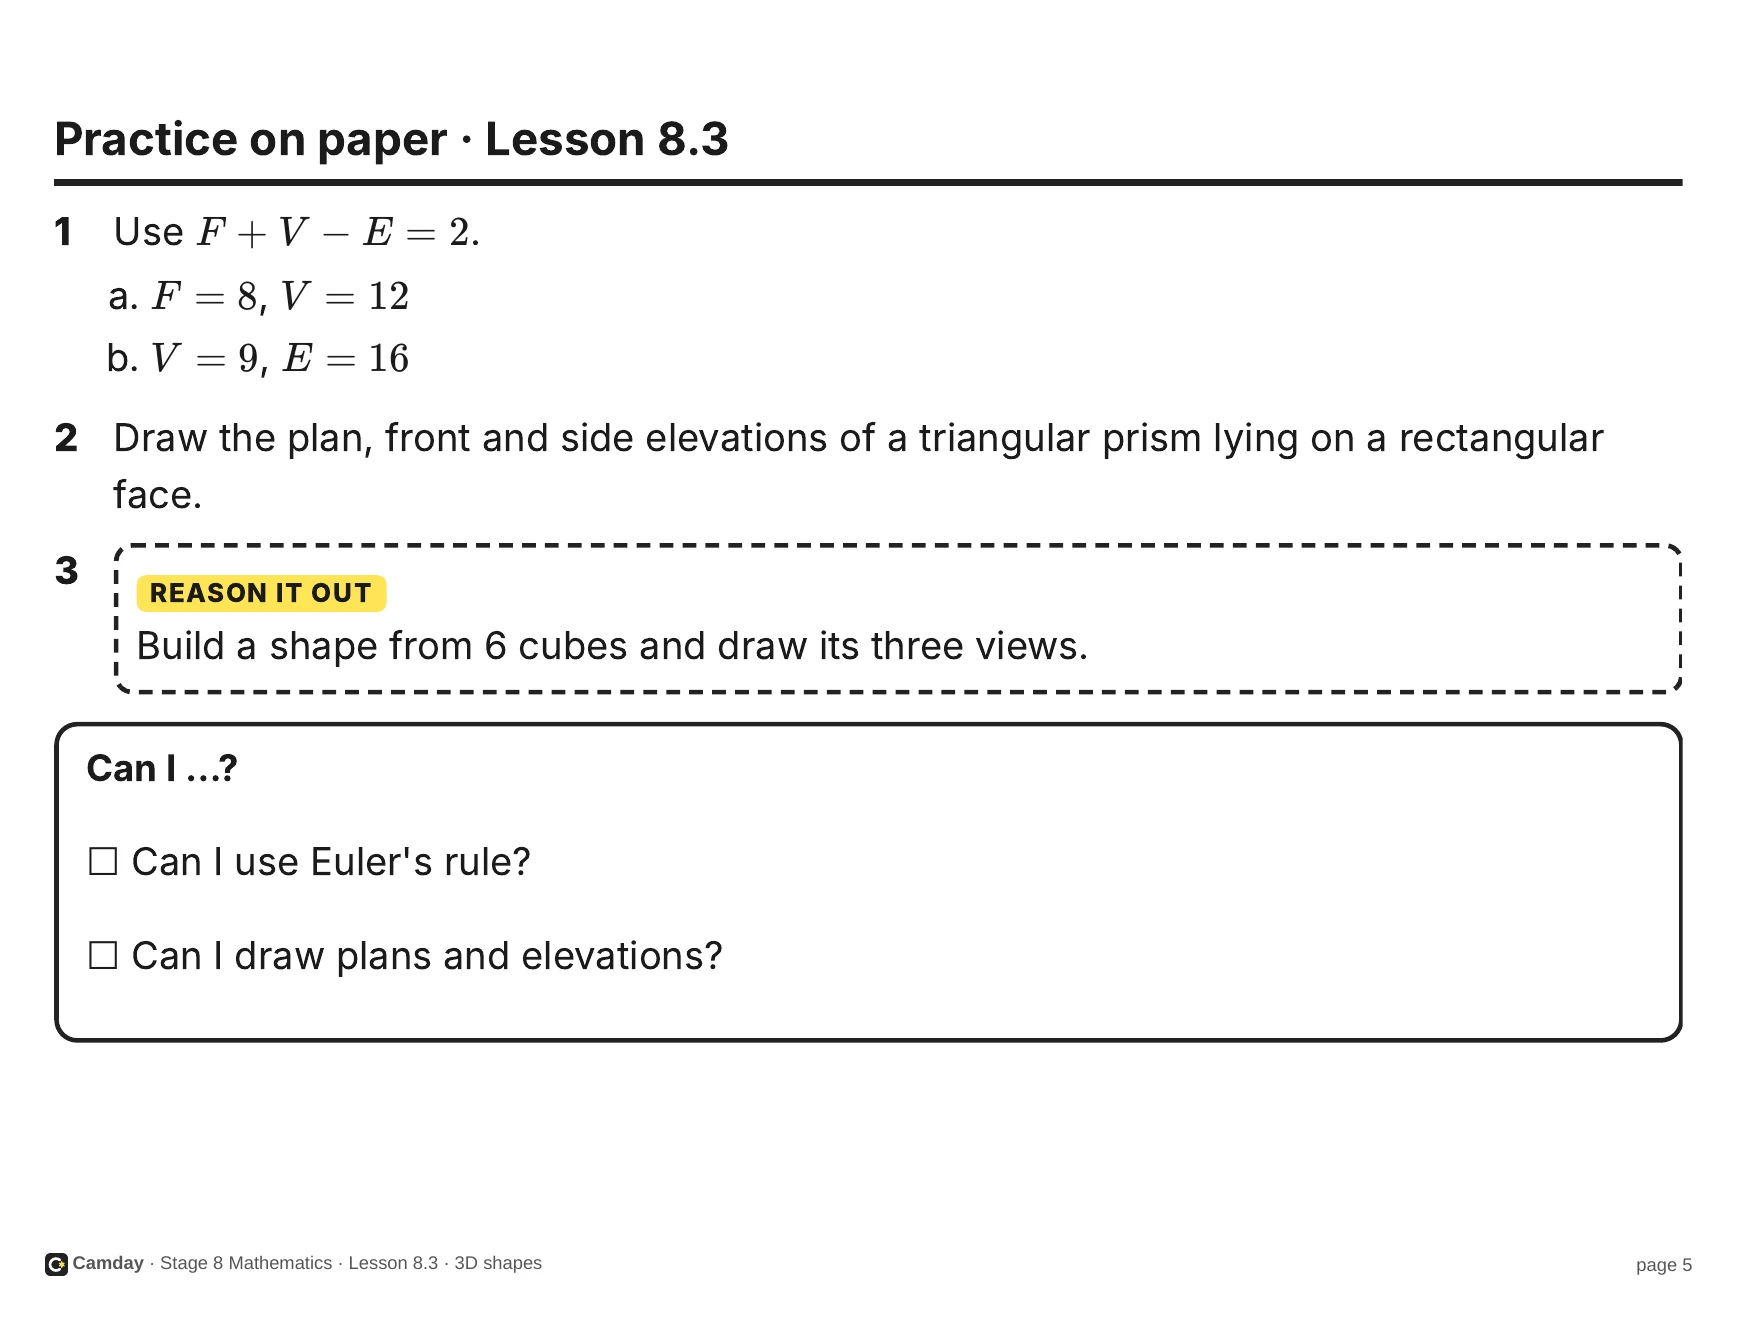 Practice on paper · Lesson 8.3
1 Use F + V − E = 2.
a. F = 8, V = 12
b. V = 9, E = 16
2 Draw the plan, front and side elevations of a triangular prism lying on a rectangular
face.
3
REASON IT OUT
Build a shape from 6 cubes and draw its three views.
Can I ...?
☐ Can I use Euler's rule?
☐ Can I draw plans and elevations?
Camday · Stage 8 Mathematics · Lesson 8.3 · 3D shapes
page 5